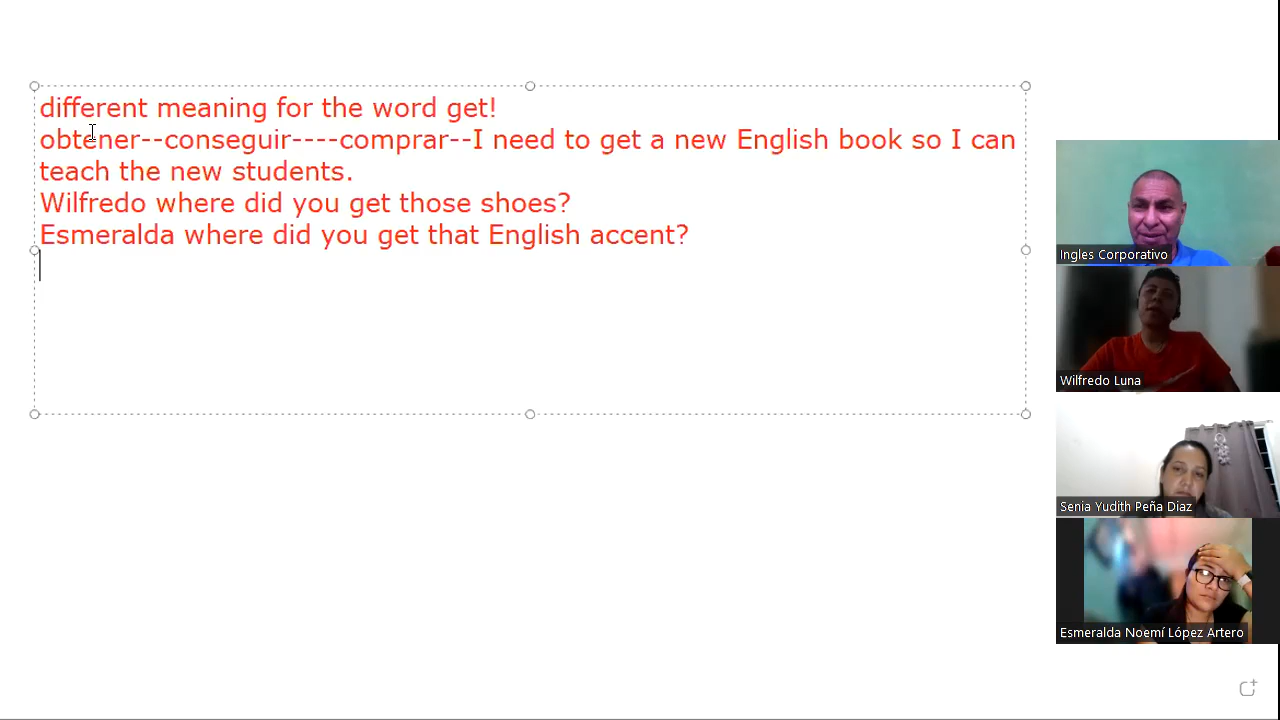 different meaning for the word get!
obtener--conseguir----comprar--I need to get a new English book so I can
teach the new students.
Wilfredo where did you get those shoes?
Esmeralda where did you get that English accent?
Ingles Corporativo
Wilfredo Luna
Senia Yudith Peña Diaz
Esmeralda Noemí López Artero